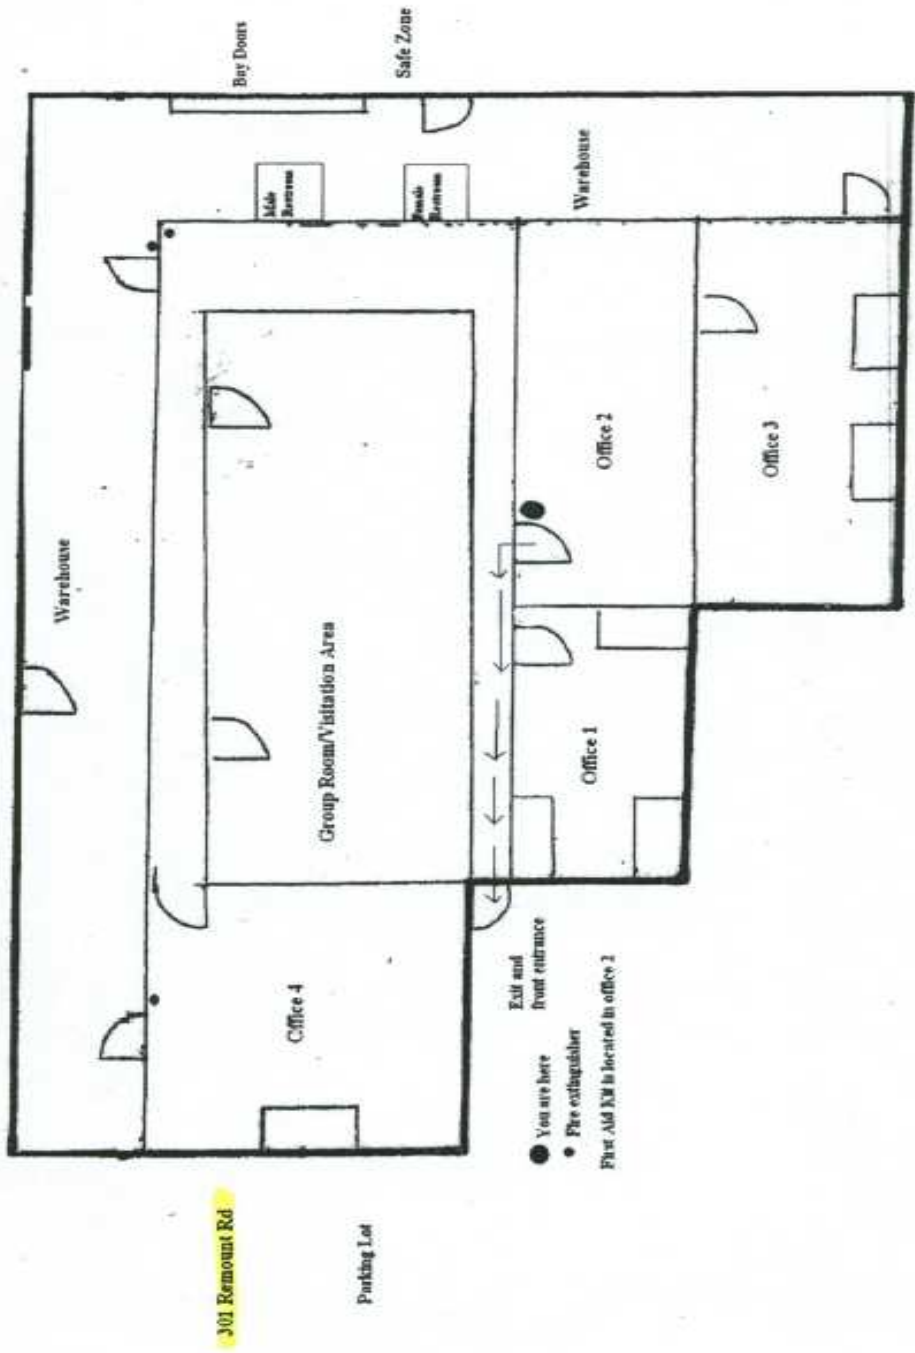 301 Remount Rd
Parking Lot
Warehouse
Office 4
Group Room/Visitation Area
Male
Restroom
Female
Restroom
Bay Doors
Safe Zone
Warehouse
Office 1
Office 2
Office 3
Exit and
front entrance
You are here
Fire extinguisher
First Aid Kit is located in office 2